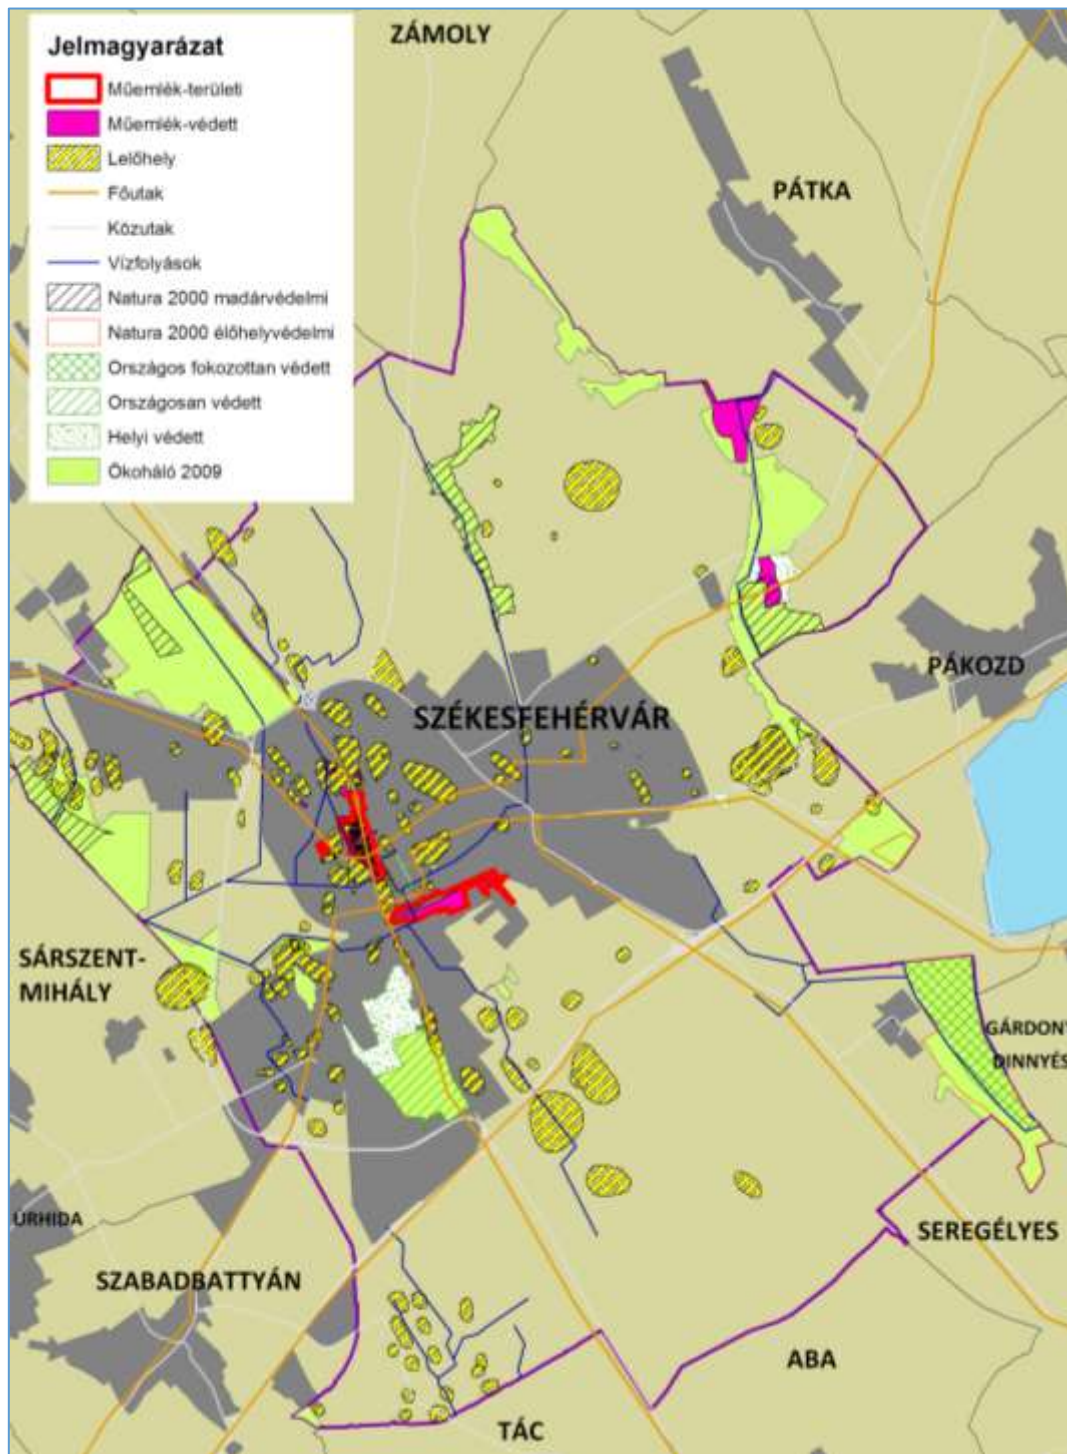 ZÁMOLY
Jelmagyarázat
Műemlék-területi
Műemlék-védett
Lelőhely
Főutak
Közutak
Vízfolyások
Natura 2000 madárvédelmi
Natura 2000 élőhelyvédelmi
Országos fokozottan védett
Országosan védett
Helyi védett
Ökoháló 2009
PÁTKA
PÁKOZD
SZÉKESFEHÉRVÁR
SÁRSZENT-
MIHÁLY
GÁRDONY
DINNYÉS
URHIDA
SEREGÉLYES
SZABADBATTYÁN
ABA
TÁC